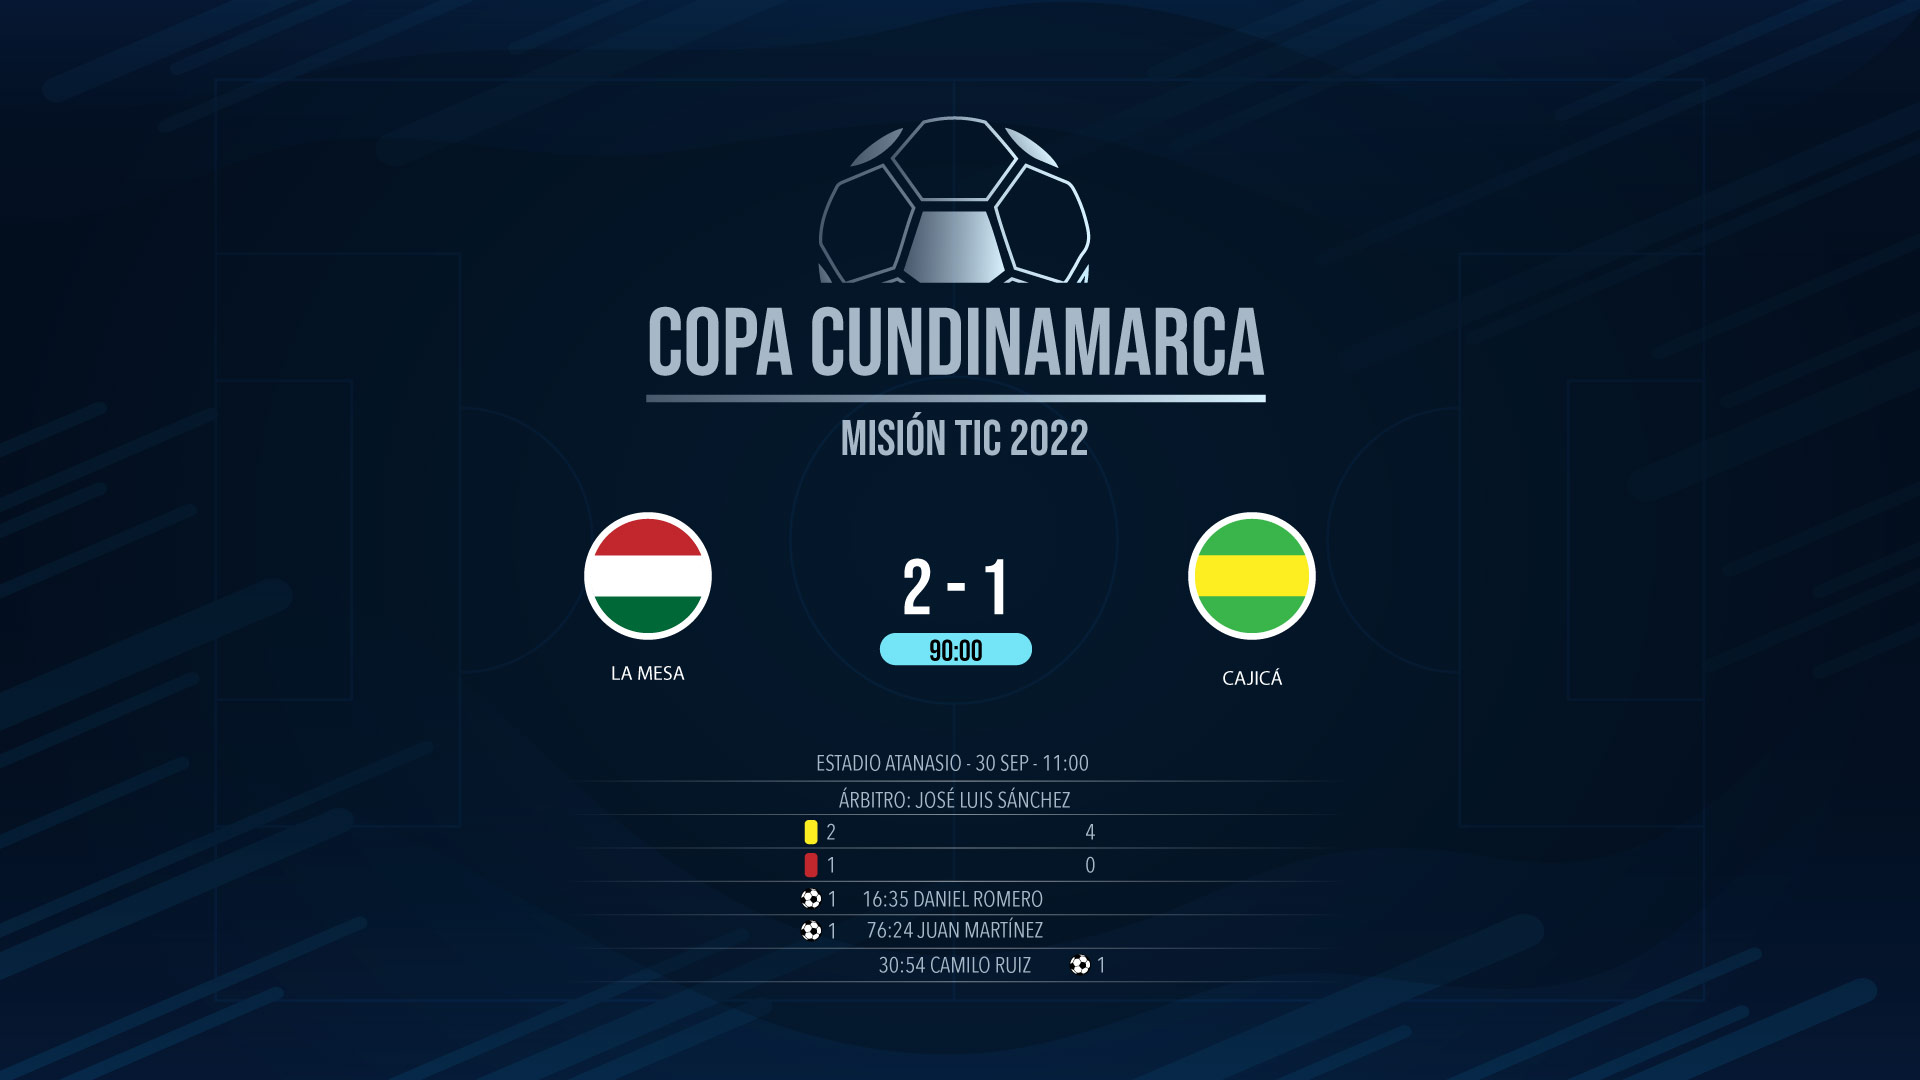 COPA CUNDINAMARCA
MISIÓN TIC 2022
2 - 1
90:00
LA MESA
CAJICÁ
ESTADIO ATANASIO - 30 SEP - 11:00
ÁRBITRO: JOSÉ LUIS SÁNCHEZ
2 4
1 0
1 16:35 DANIEL ROMERO
1 76:24 JUAN MARTÍNEZ
30:54 CAMILO RUIZ 1